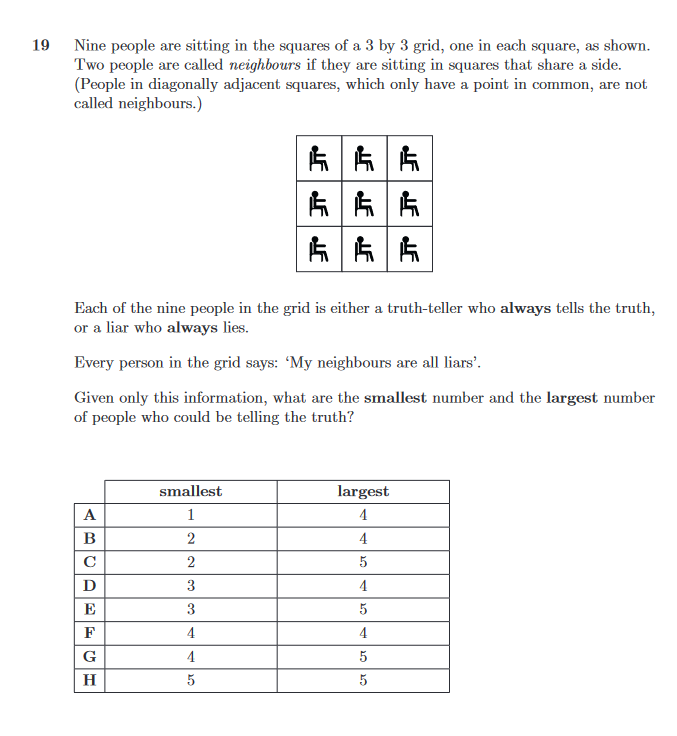 19 Nine people are sitting in the squares of a 3 by 3 grid, one in each square, as shown.
Two people are called neighbours if they are sitting in squares that share a side.
(People in diagonally adjacent squares, which only have a point in common, are not
called neighbours.)
Each of the nine people in the grid is either a truth-teller who always tells the truth,
or a liar who always lies.
Every person in the grid says: ‘My neighbours are all liars’.
Given only this information, what are the smallest number and the largest number
of people who could be telling the truth?
smallest largest
A 1 4
B 2 4
C 2 5
D 3 4
E 3 5
F 4 4
G 4 5
H 5 5